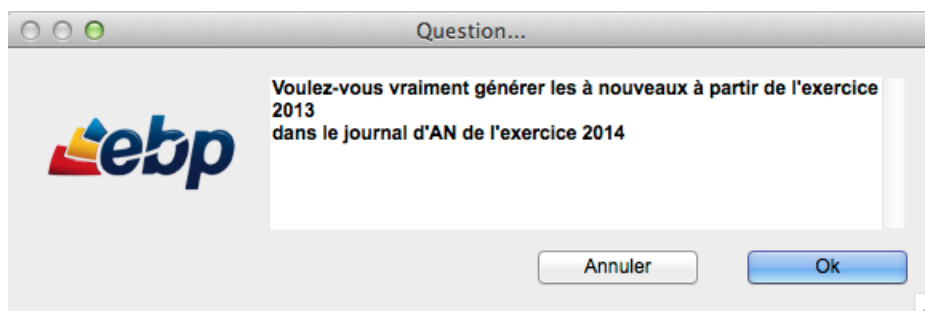 Question...
Voulez-vous vraiment générer les à nouveaux à partir de l'exercice
2013
dans le journal d'AN de l'exercice 2014
ebp
Annuler
Ok